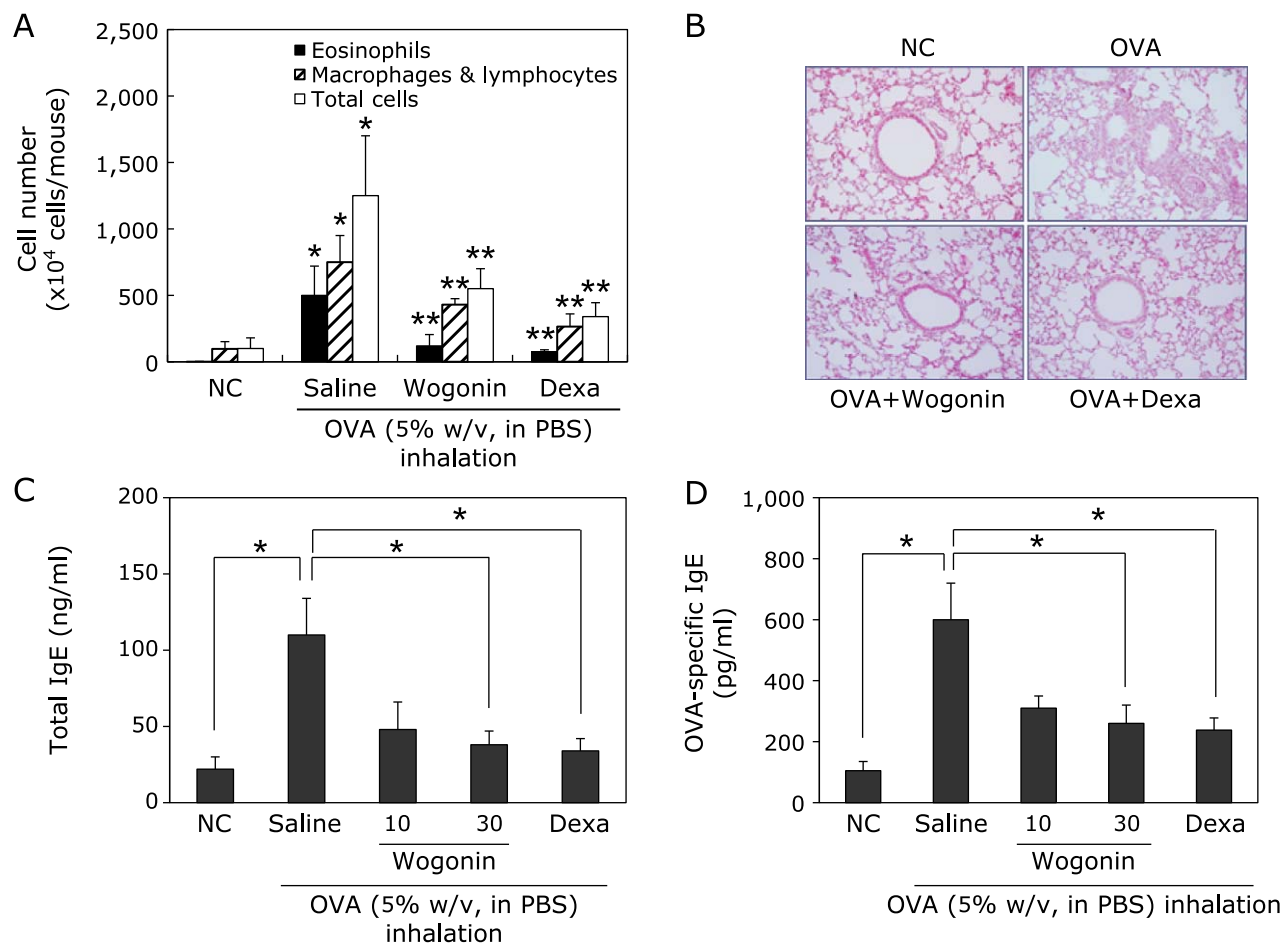 A
2,500
2,000
1,500
1,000
500
0
Cell number
(x10⁴ cells/mouse)
Eosinophils
Macrophages & lymphocytes
Total cells
*
*
*
**
**
**
**
**
**
NC
Saline
Wogonin
Dexa
OVA (5% w/v, in PBS)
inhalation
B
NC
OVA
OVA+Wogonin
OVA+Dexa
C
200
150
100
50
0
Total IgE (ng/ml)
*
*
*
NC
Saline
10
30
Dexa
Wogonin
OVA (5% w/v, in PBS)
inhalation
D
1,000
800
600
400
200
0
OVA-specific IgE
(pg/ml)
*
*
*
NC
Saline
10
30
Dexa
Wogonin
OVA (5% w/v, in PBS) inhalation